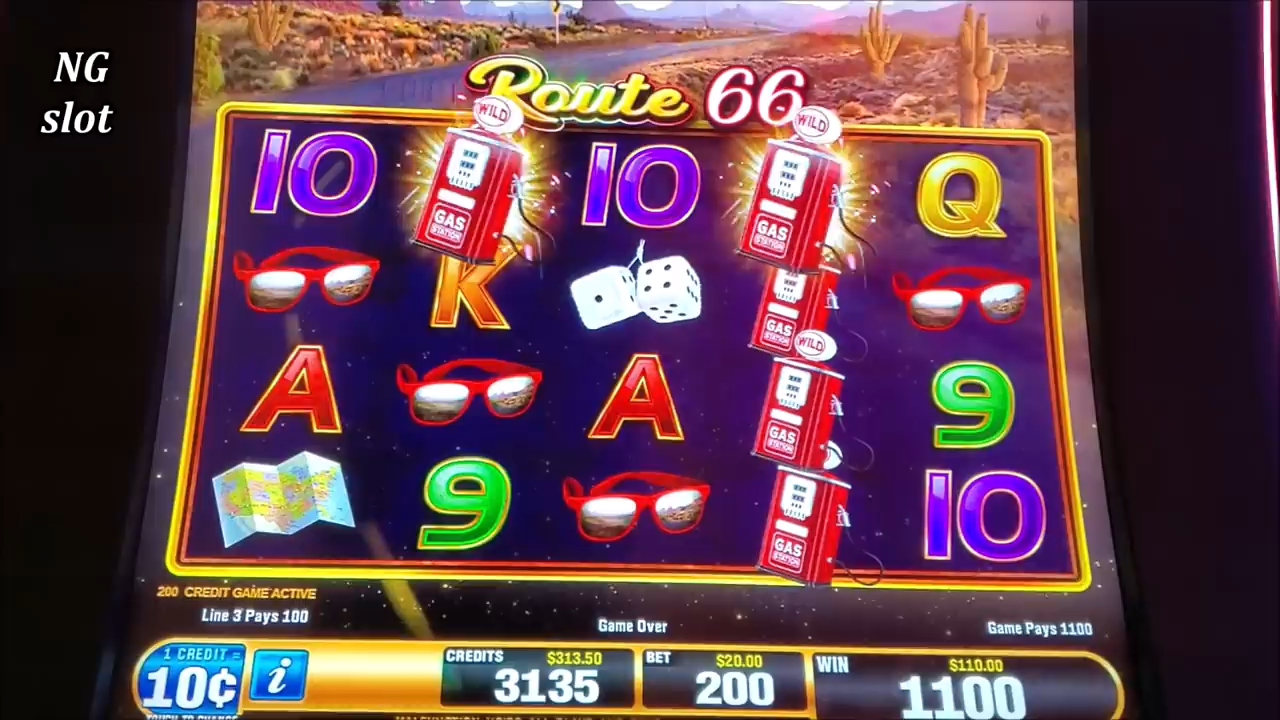 NG
slot
Route 66
WILD
WILD
10
10
Q
GAS
STATION
GAS
STATION
K
GAS
STATION
WILD
A
A
9
GAS
STATION
9
10
GAS
STATION
200 CREDIT GAME ACTIVE
Line 3 Pays 100
Game Over
Game Pays 1100
1 CREDIT =
10¢
i
CREDITS $313.50
3135
BET $20.00
200
WIN $110.00
1100